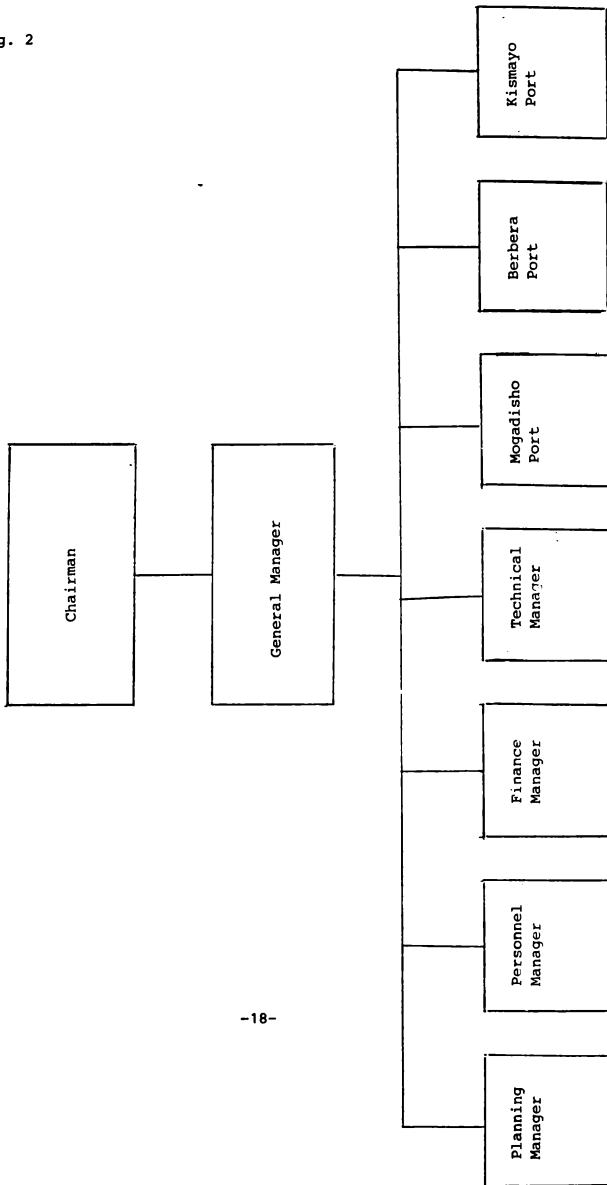 g. 2
Chairman
General Manager
Planning
Manager
Personnel
Manager
Finance
Manager
Technical
Manager
Mogadisho
Port
Berbera
Port
Kismayo
Port
-18-